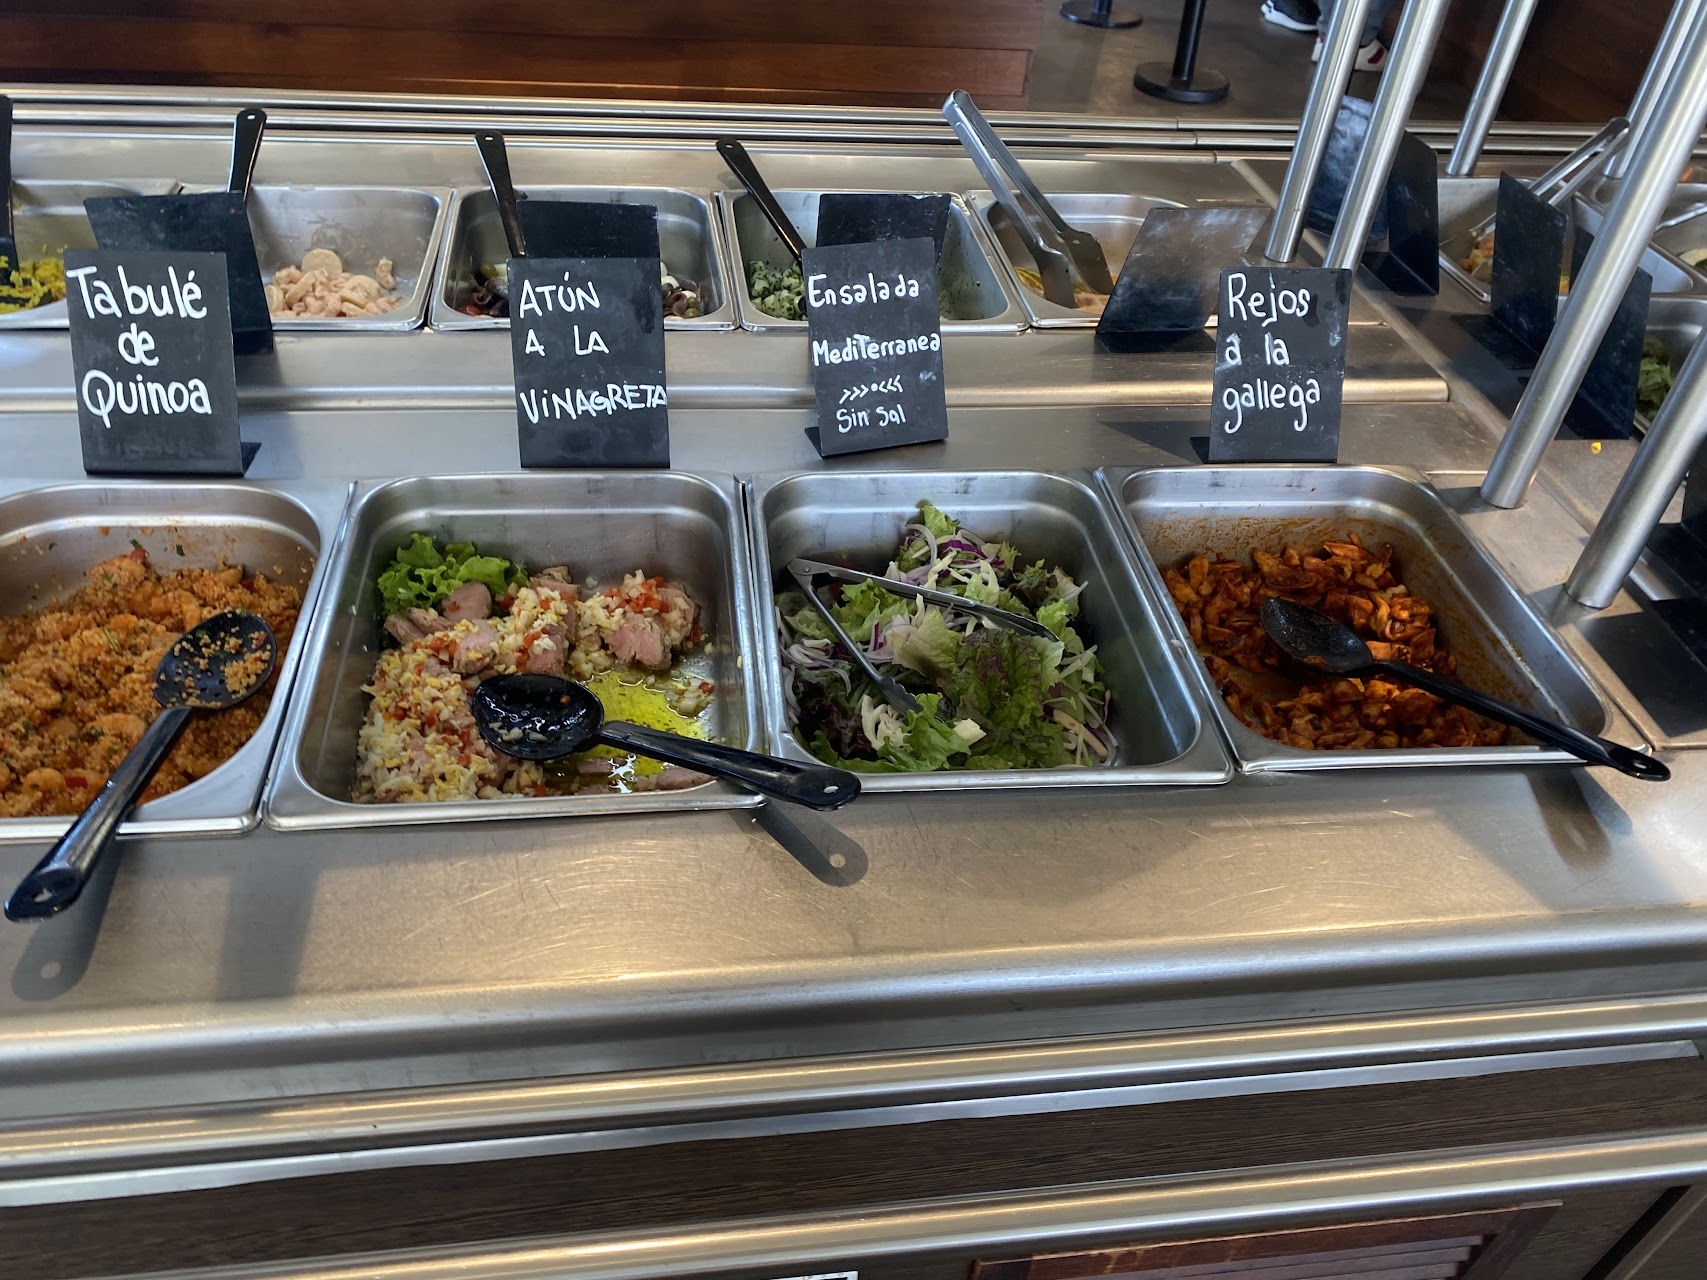 Tabulé
de
Quinoa
ATÚN
A LA
VINAGRETA
Ensalada
MediTerranea
>>>•<<<
Sin Sal
Rejos
a la
gallega